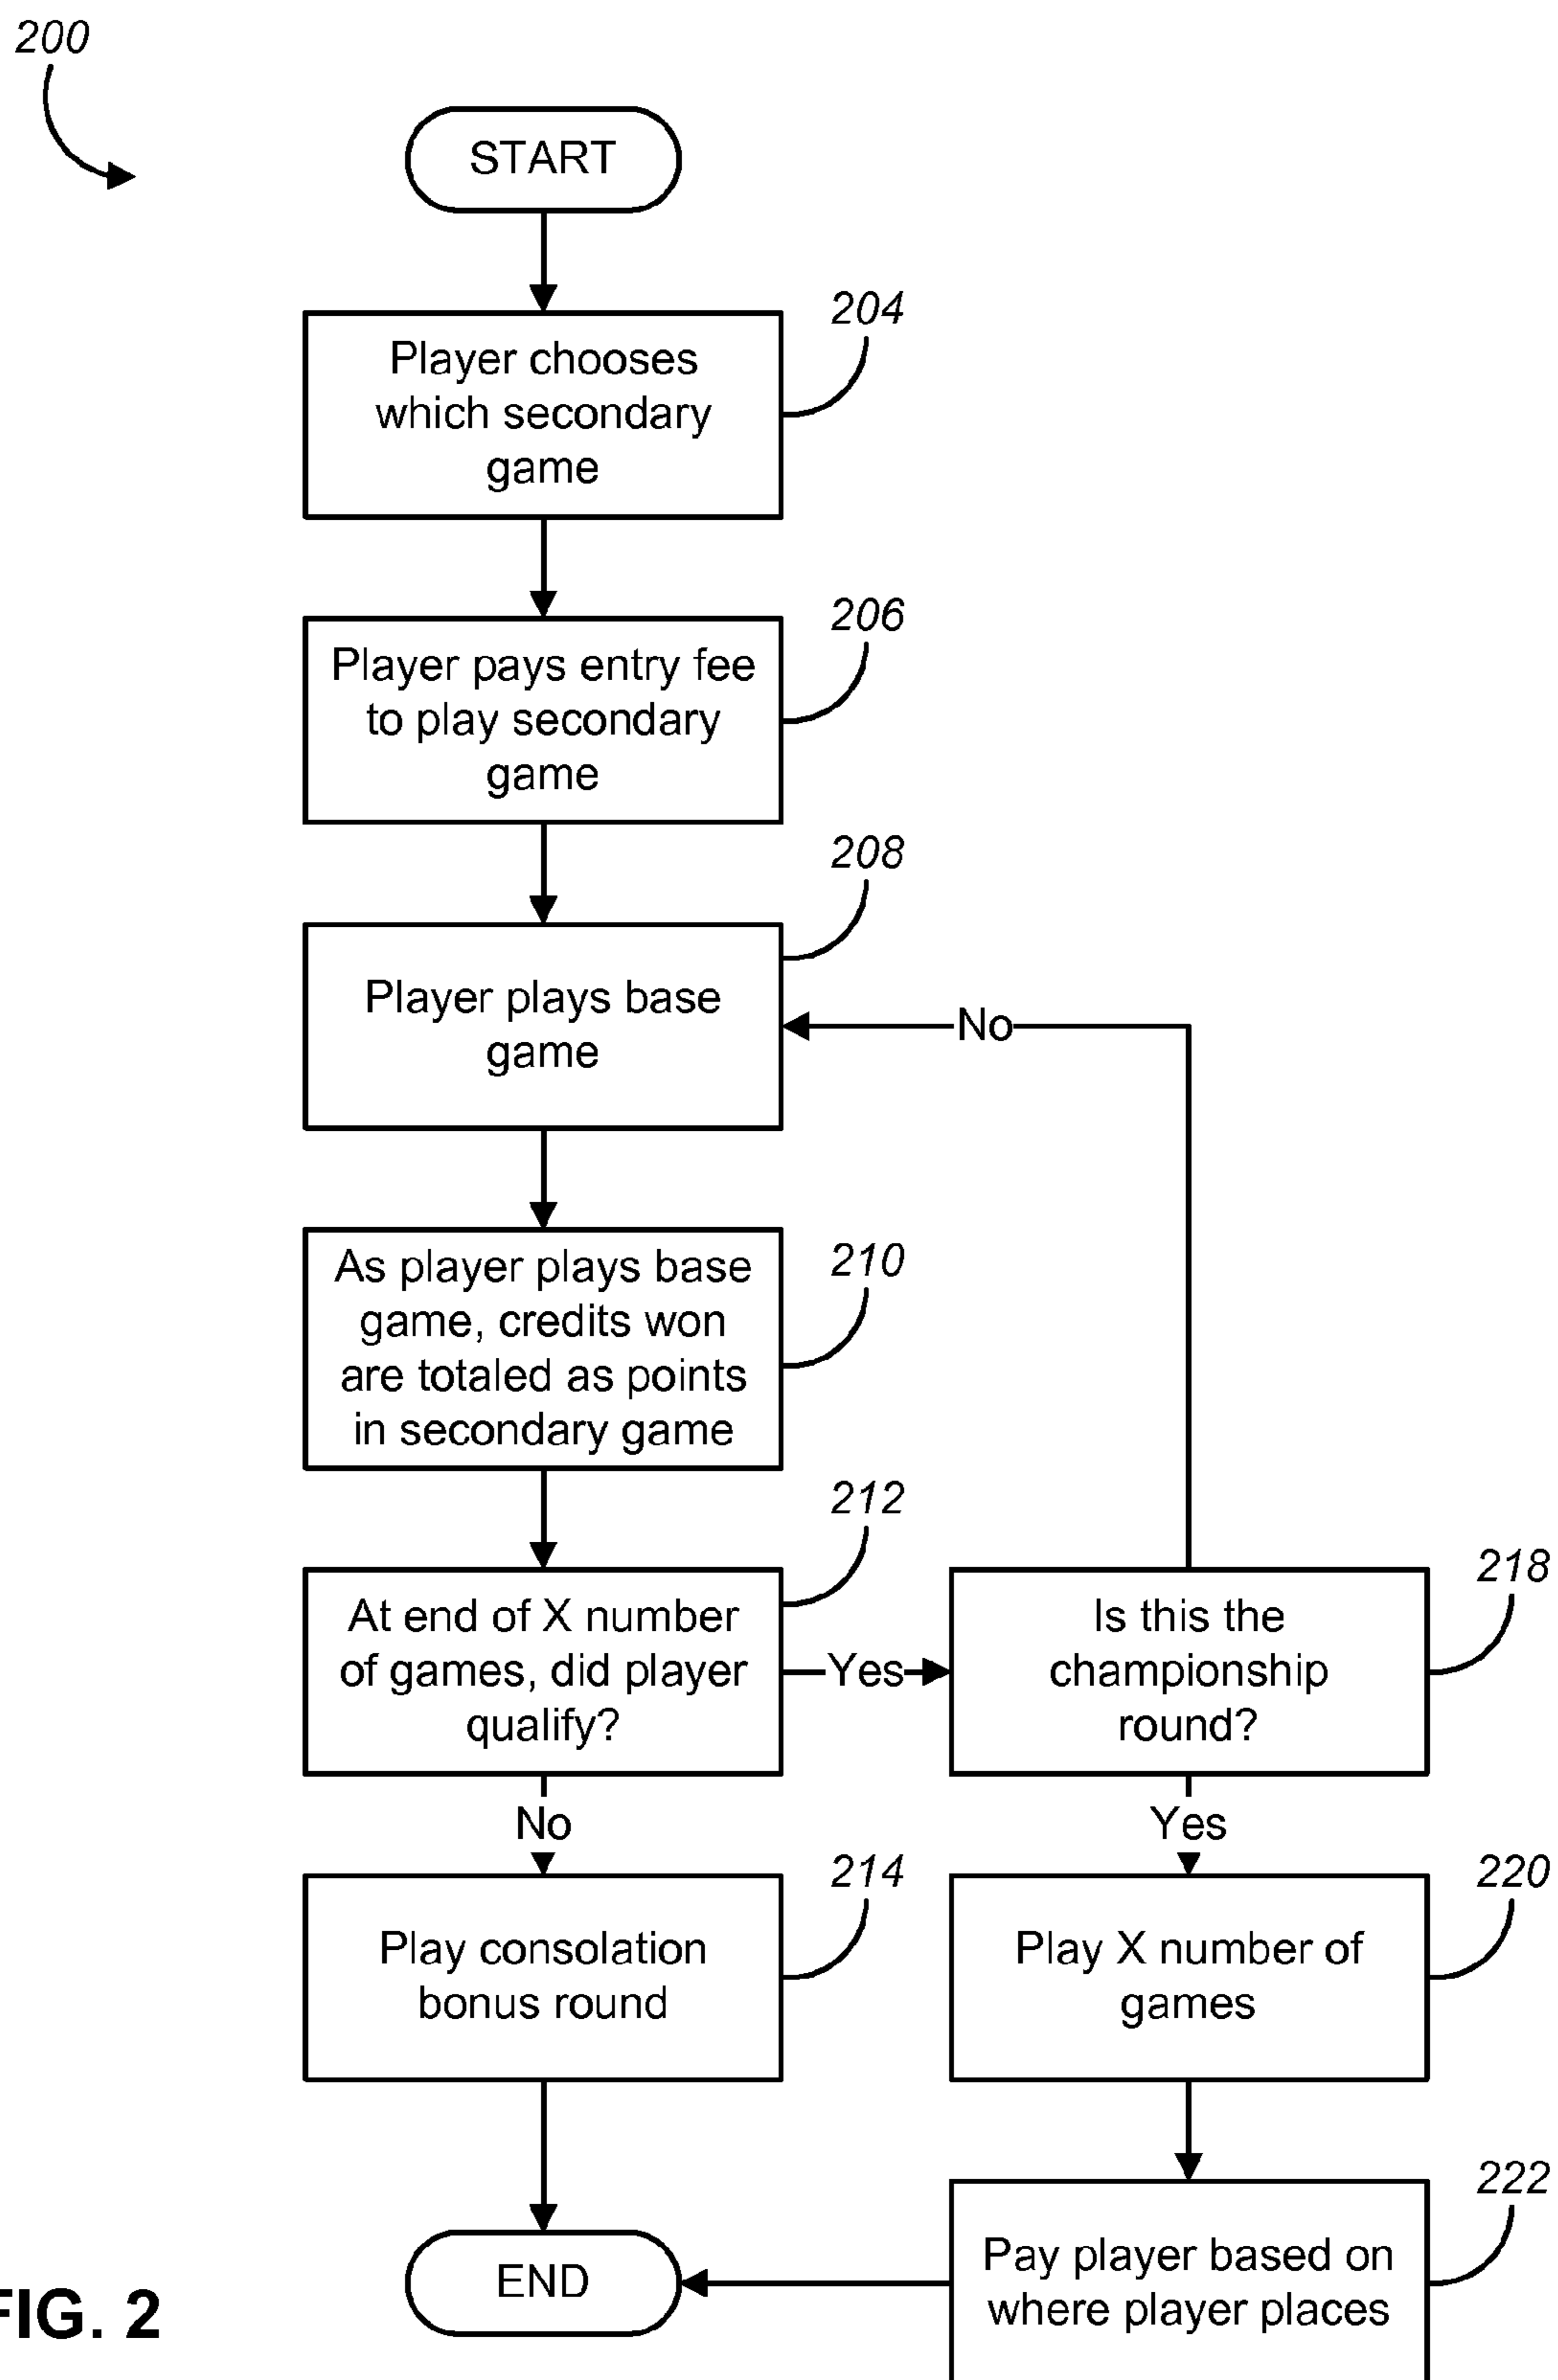 200
START
204
Player chooses
which secondary
game
206
Player pays entry fee
to play secondary
game
208
Player plays base
game
No
210
As player plays base
game, credits won
are totaled as points
in secondary game
212
At end of X number
of games, did player
qualify?
Yes
218
Is this the
championship
round?
No
Yes
214
Play consolation
bonus round
220
Play X number of
games
222
Pay player based on
where player places
END
FIG. 2